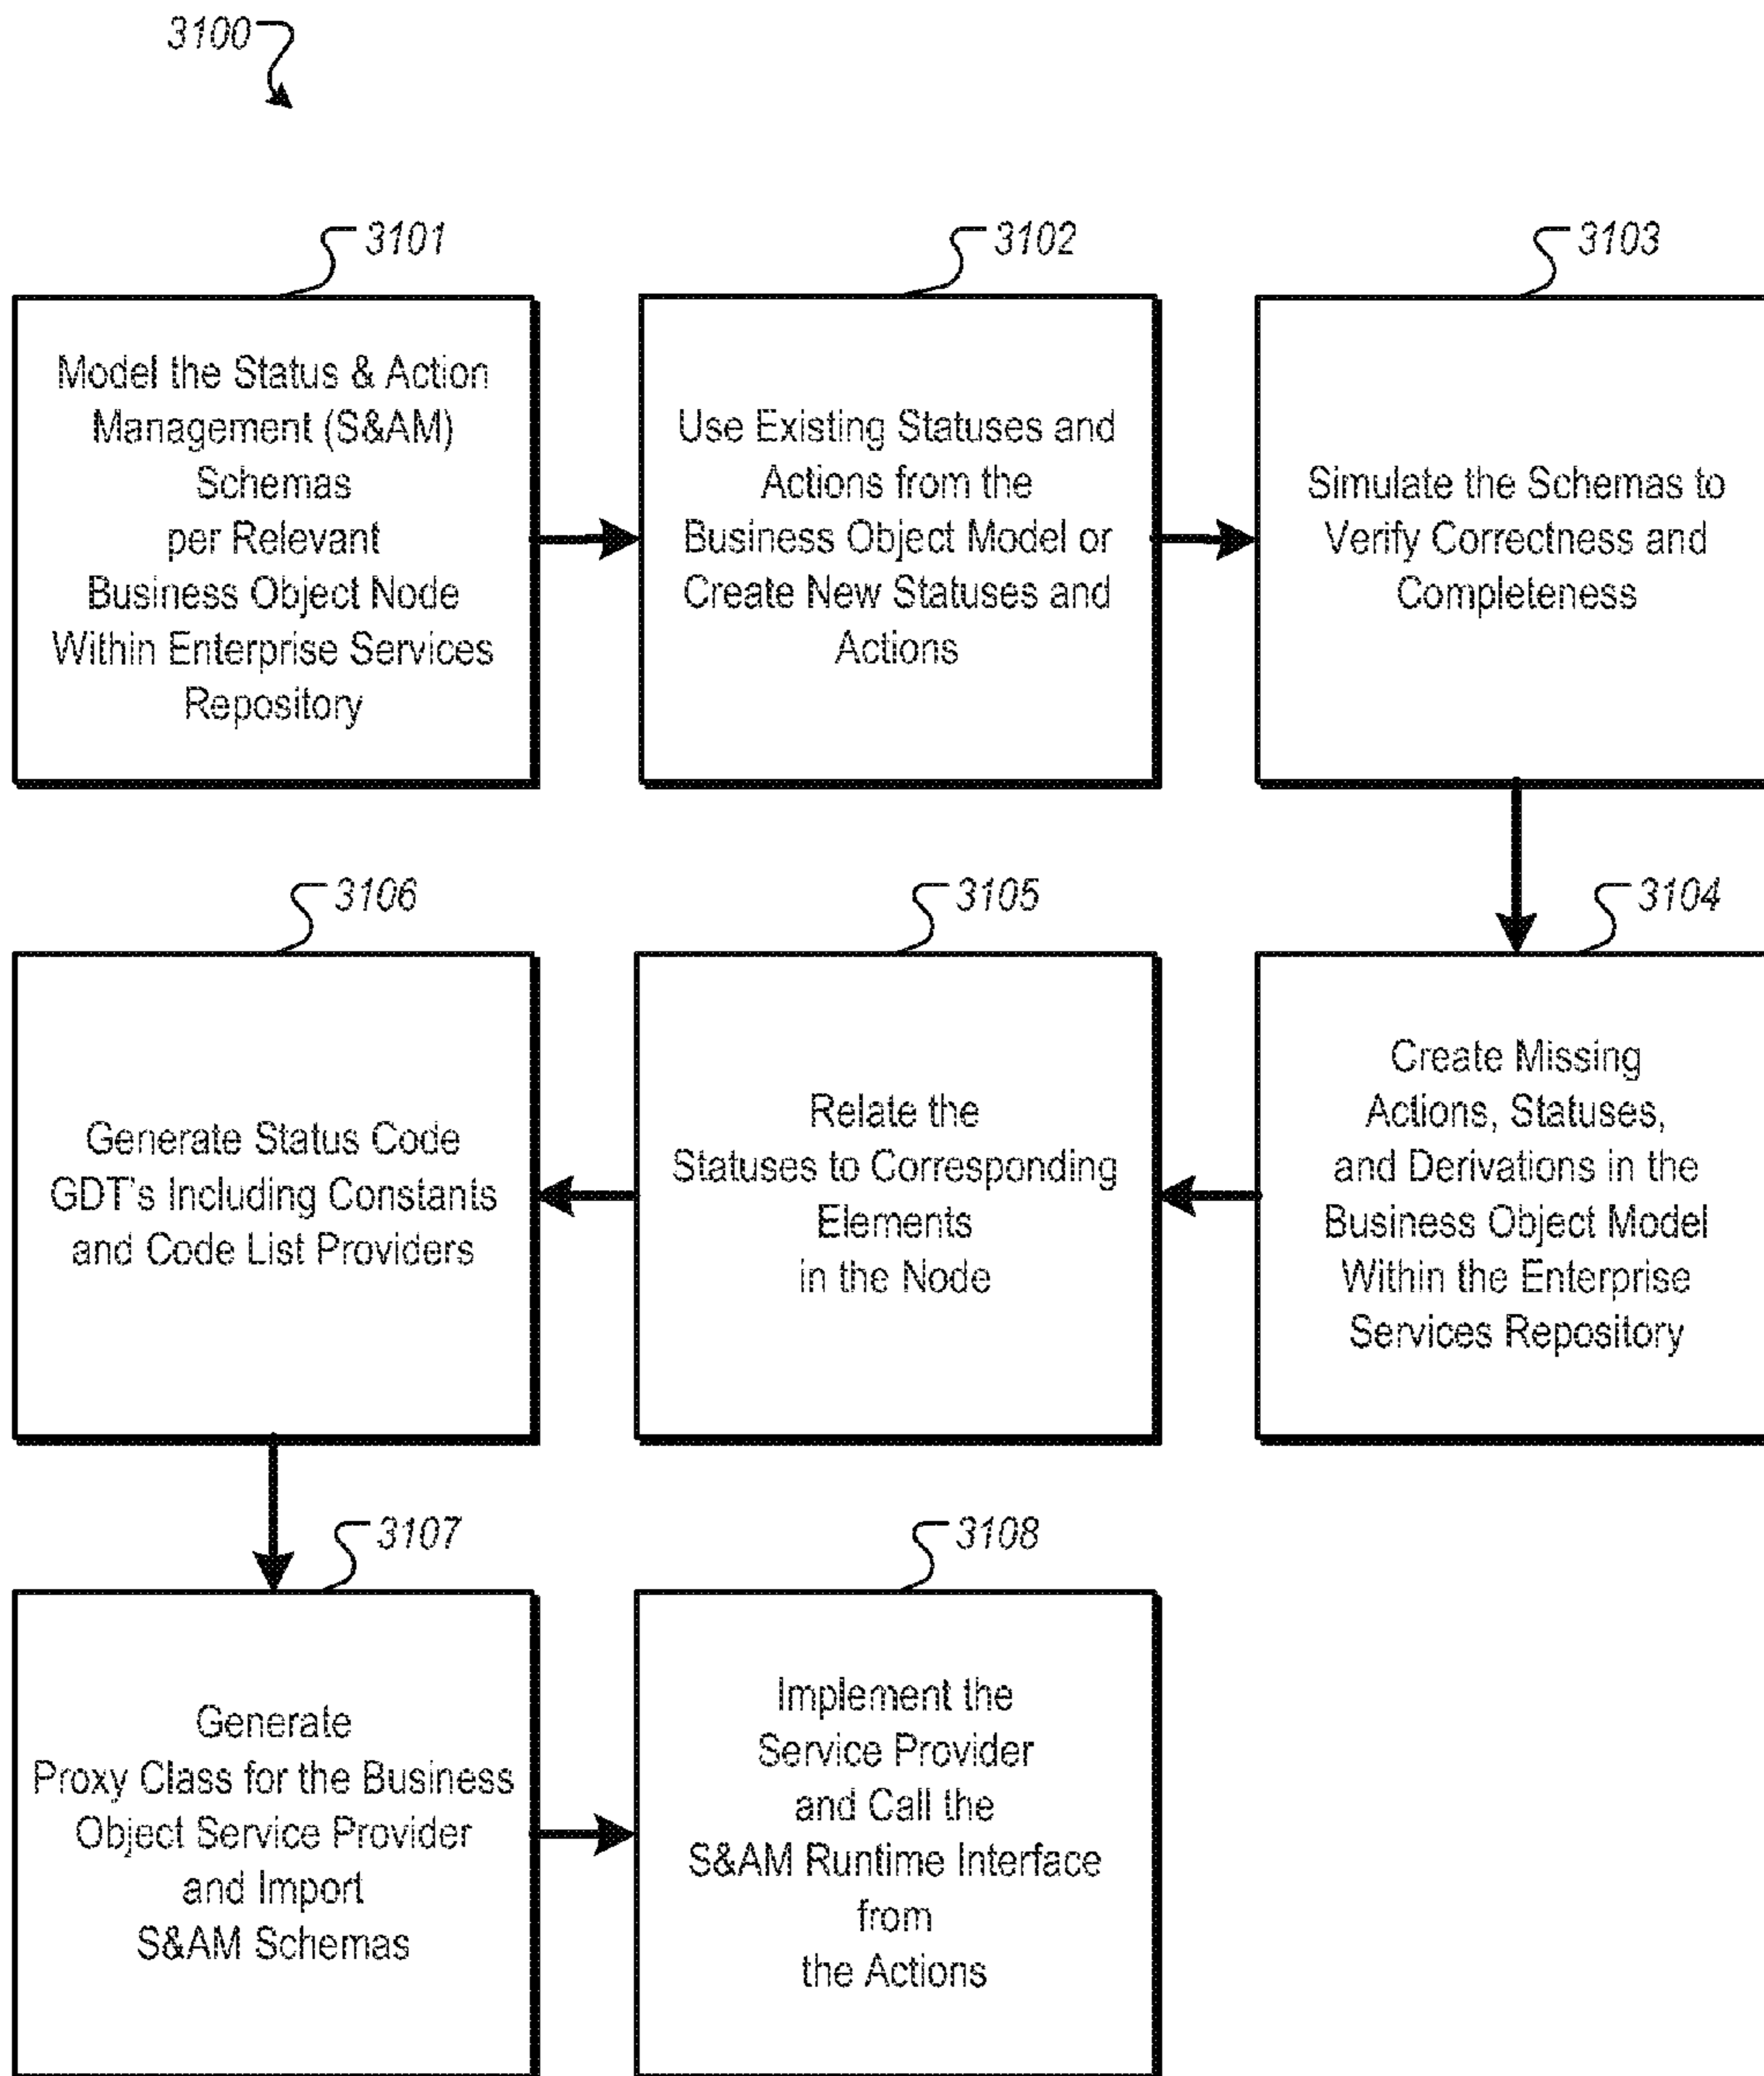 3100
3101
Model the Status & Action
Management (S&AM)
Schemas
per Relevant
Business Object Node
Within Enterprise Services
Repository
3102
Use Existing Statuses and
Actions from the
Business Object Model or
Create New Statuses and
Actions
3103
Simulate the Schemas to
Verify Correctness and
Completeness
3104
Create Missing
Actions, Statuses,
and Derivations in the
Business Object Model
Within the Enterprise
Services Repository
3105
Relate the
Statuses to Corresponding
Elements
in the Node
3106
Generate Status Code
GDT's Including Constants
and Code List Providers
3107
Generate
Proxy Class for the Business
Object Service Provider
and Import
S&AM Schemas
3108
Implement the
Service Provider
and Call the
S&AM Runtime Interface
from
the Actions